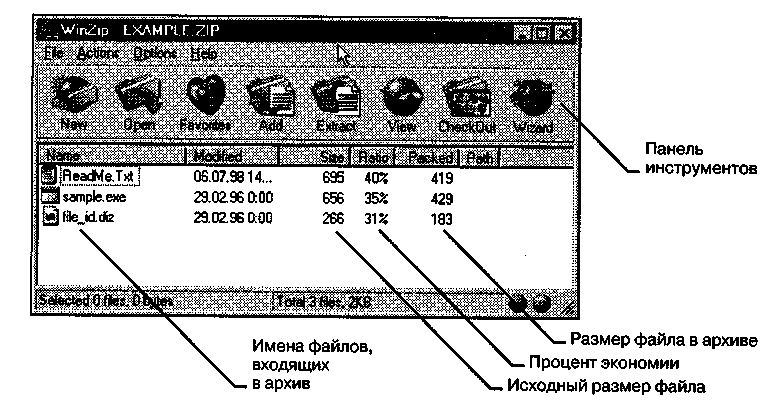 WinZip - EXAMPLE.ZIP
File Actions Options Help
New Open Favorites Add Extract View CheckOut Wizard
Name Modified Size Ratio Packed Path
ReadMe.Txt 06.07.98 14... 695 40% 419
sample.exe 29.02.96 0:00 656 35% 429
file_id.diz 29.02.96 0:00 266 31% 183
Selected 0 files, 0 bytes Total 3 files, 2KB
Панель
инструментов
Размер файла в архиве
Процент экономии
Исходный размер файла
Имена файлов,
входящих
в архив